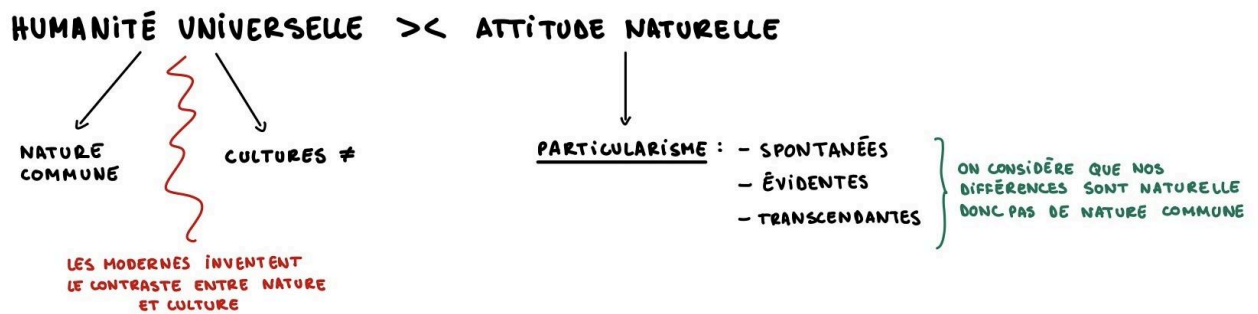 HUMANITÉ UNIVERSELLE >< ATTITUDE NATURELLE
NATURE
COMMUNE
CULTURES ≠
LES MODERNES INVENTENT
LE CONTRASTE ENTRE NATURE
ET CULTURE
PARTICULARISME : - SPONTANÉES
- ÉVIDENTES
- TRANSCENDANTES
ON CONSIDÈRE QUE NOS
DIFFÉRENCES SONT NATURELLE
DONC PAS DE NATURE COMMUNE